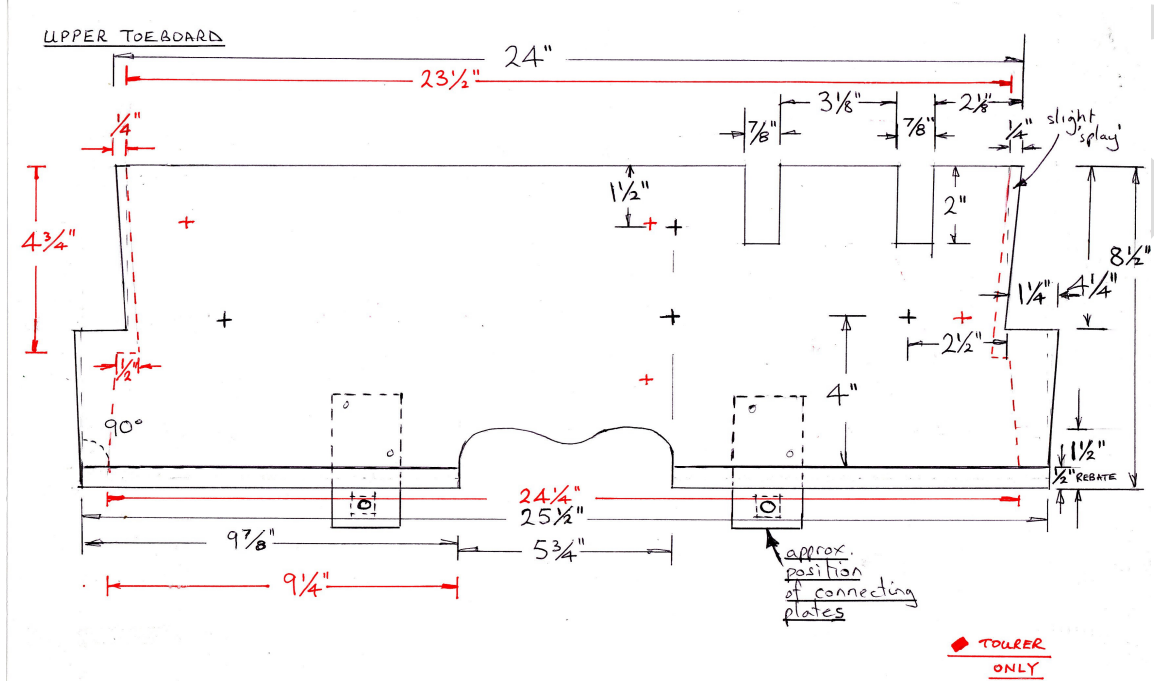 UPPER TOEBOARD
24"
23½"
3⅛"
2⅛"
⅞"
⅞"
¼"
¼"
slight
'splay'
1½"
2"
4¾"
8½"
1¼"
4¼"
2½"
½"
4"
90°
1½"
½" REBATE
24¼"
25½"
9⅞"
5¾"
9¼"
approx.
position
of connecting
plates
TOURER
ONLY